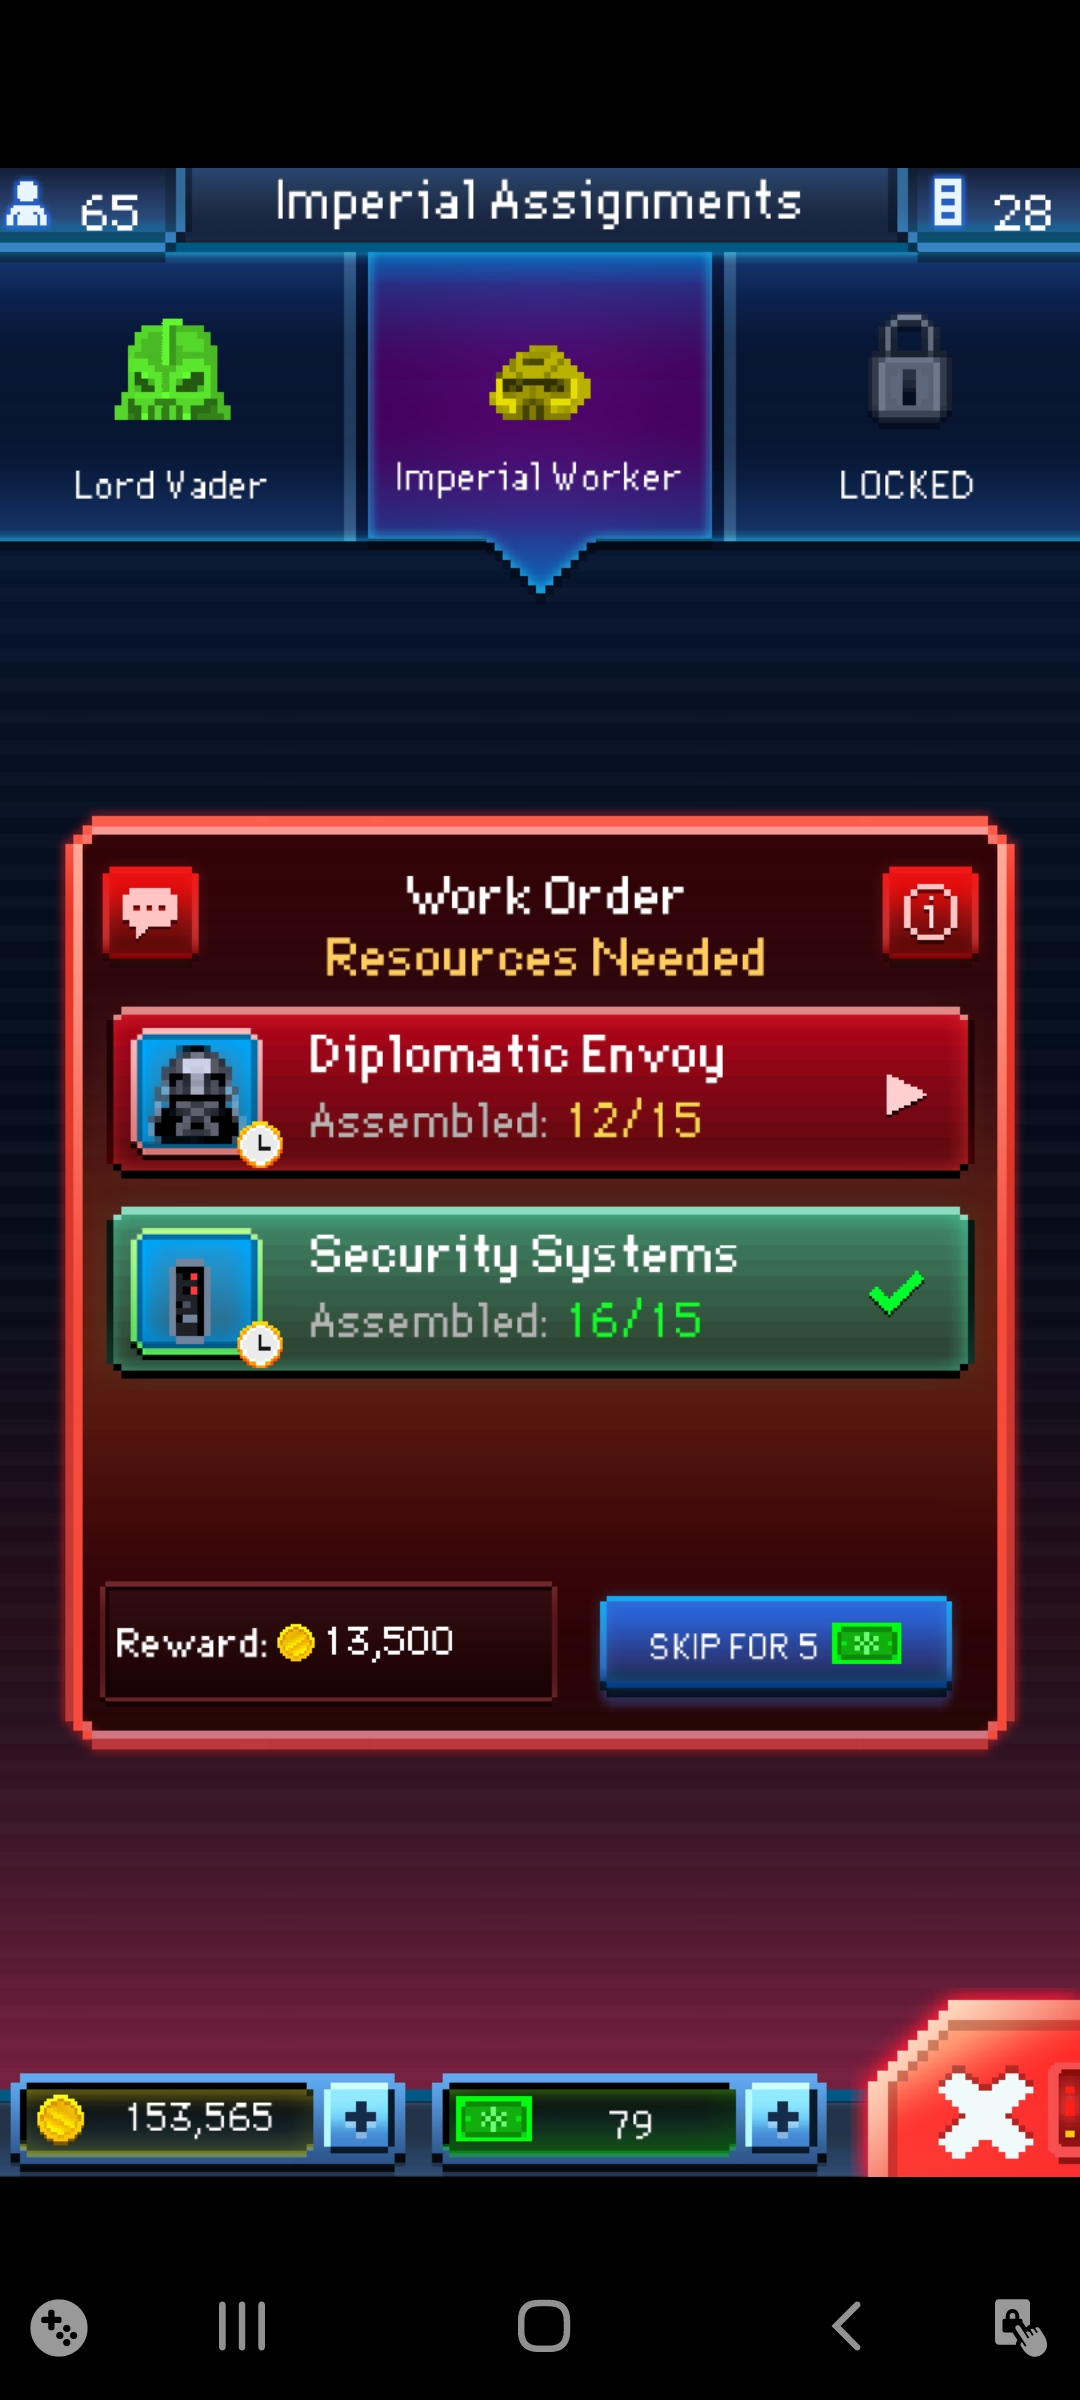 65
Imperial Assignments
28
Lord Vader
Imperial Worker
LOCKED
Work Order
Resources Needed
Diplomatic Envoy
Assembled: 12/15
Security Systems
Assembled: 16/15
Reward: 13,500
SKIP FOR 5
153,565
79